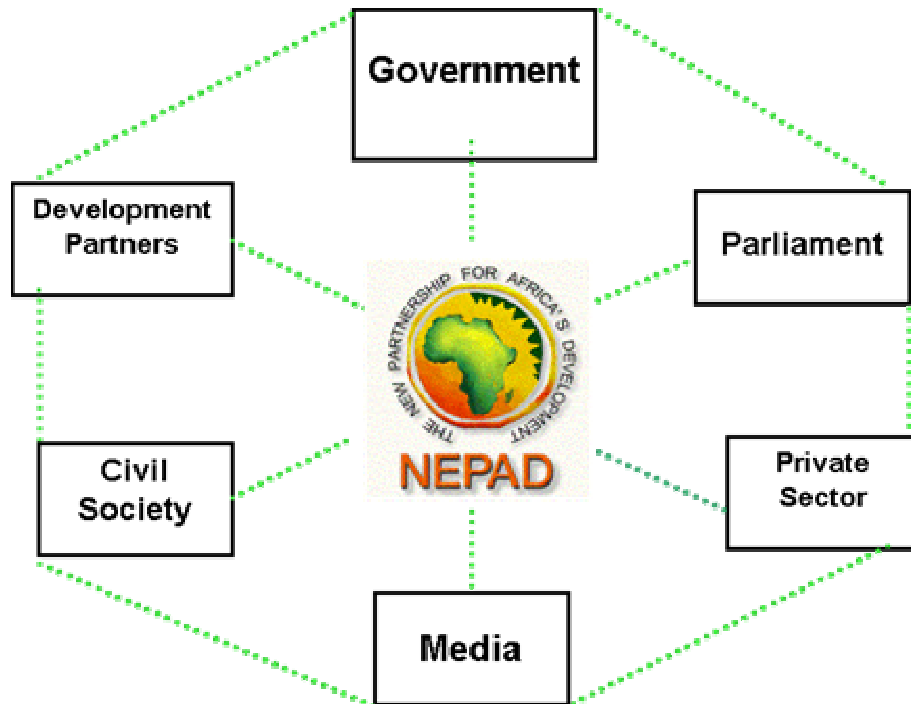 Government
Development
Partners
Parliament
THE NEW PARTNERSHIP FOR AFRICA'S DEVELOPMENT
NEPAD
Civil
Society
Private
Sector
Media